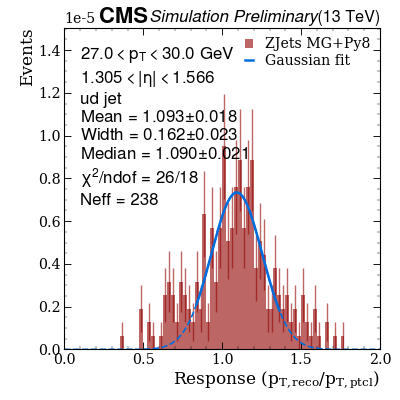 1e-5 CMS Simulation Preliminary (13 TeV)
Events
27.0 < p_T < 30.0 GeV
1.305 < |η| < 1.566
ud jet
Mean = 1.093±0.018
Width = 0.162±0.023
Median = 1.090±0.021
χ²/ndof = 26/18
Neff = 238
ZJets MG+Py8
Gaussian fit
1.4
1.2
1.0
0.8
0.6
0.4
0.2
0.0
0.0 0.5 1.0 1.5 2.0
Response (p_T,reco/p_T,ptcl)